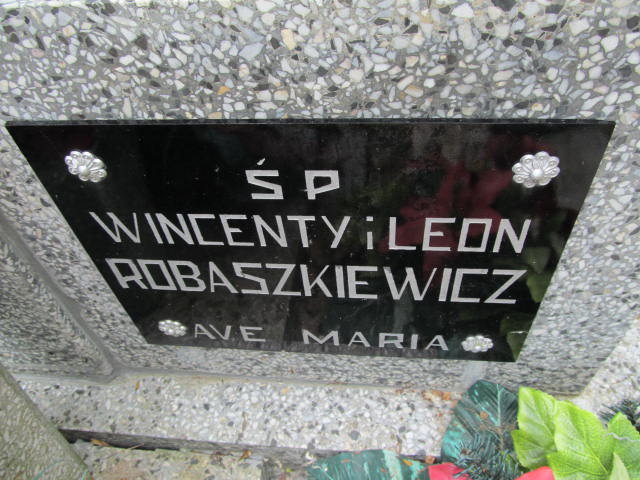 ŚP
WINCENTY i LEON
ROBASZKIEWICZ
AVE MARIA